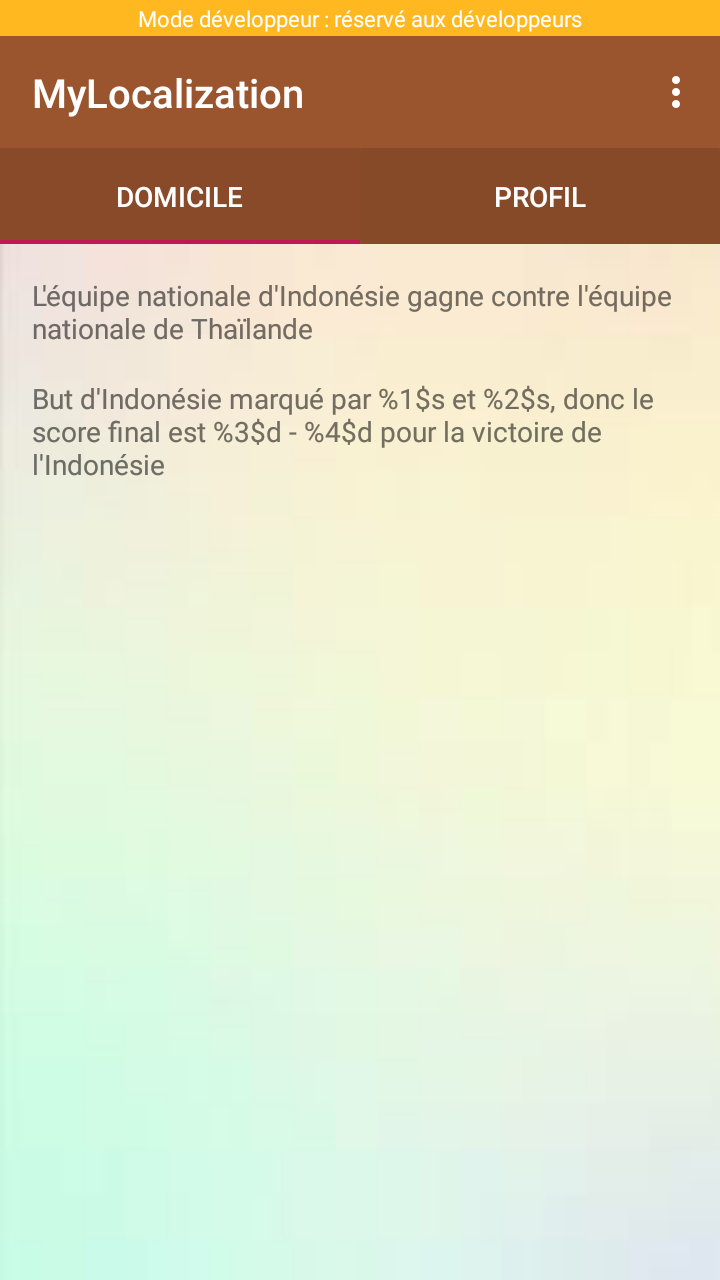 Mode développeur : réservé aux développeurs
MyLocalization
DOMICILE
PROFIL
L'équipe nationale d'Indonésie gagne contre l'équipe
nationale de Thaïlande
But d'Indonésie marqué par %1$s et %2$s, donc le
score final est %3$d - %4$d pour la victoire de
l'Indonésie